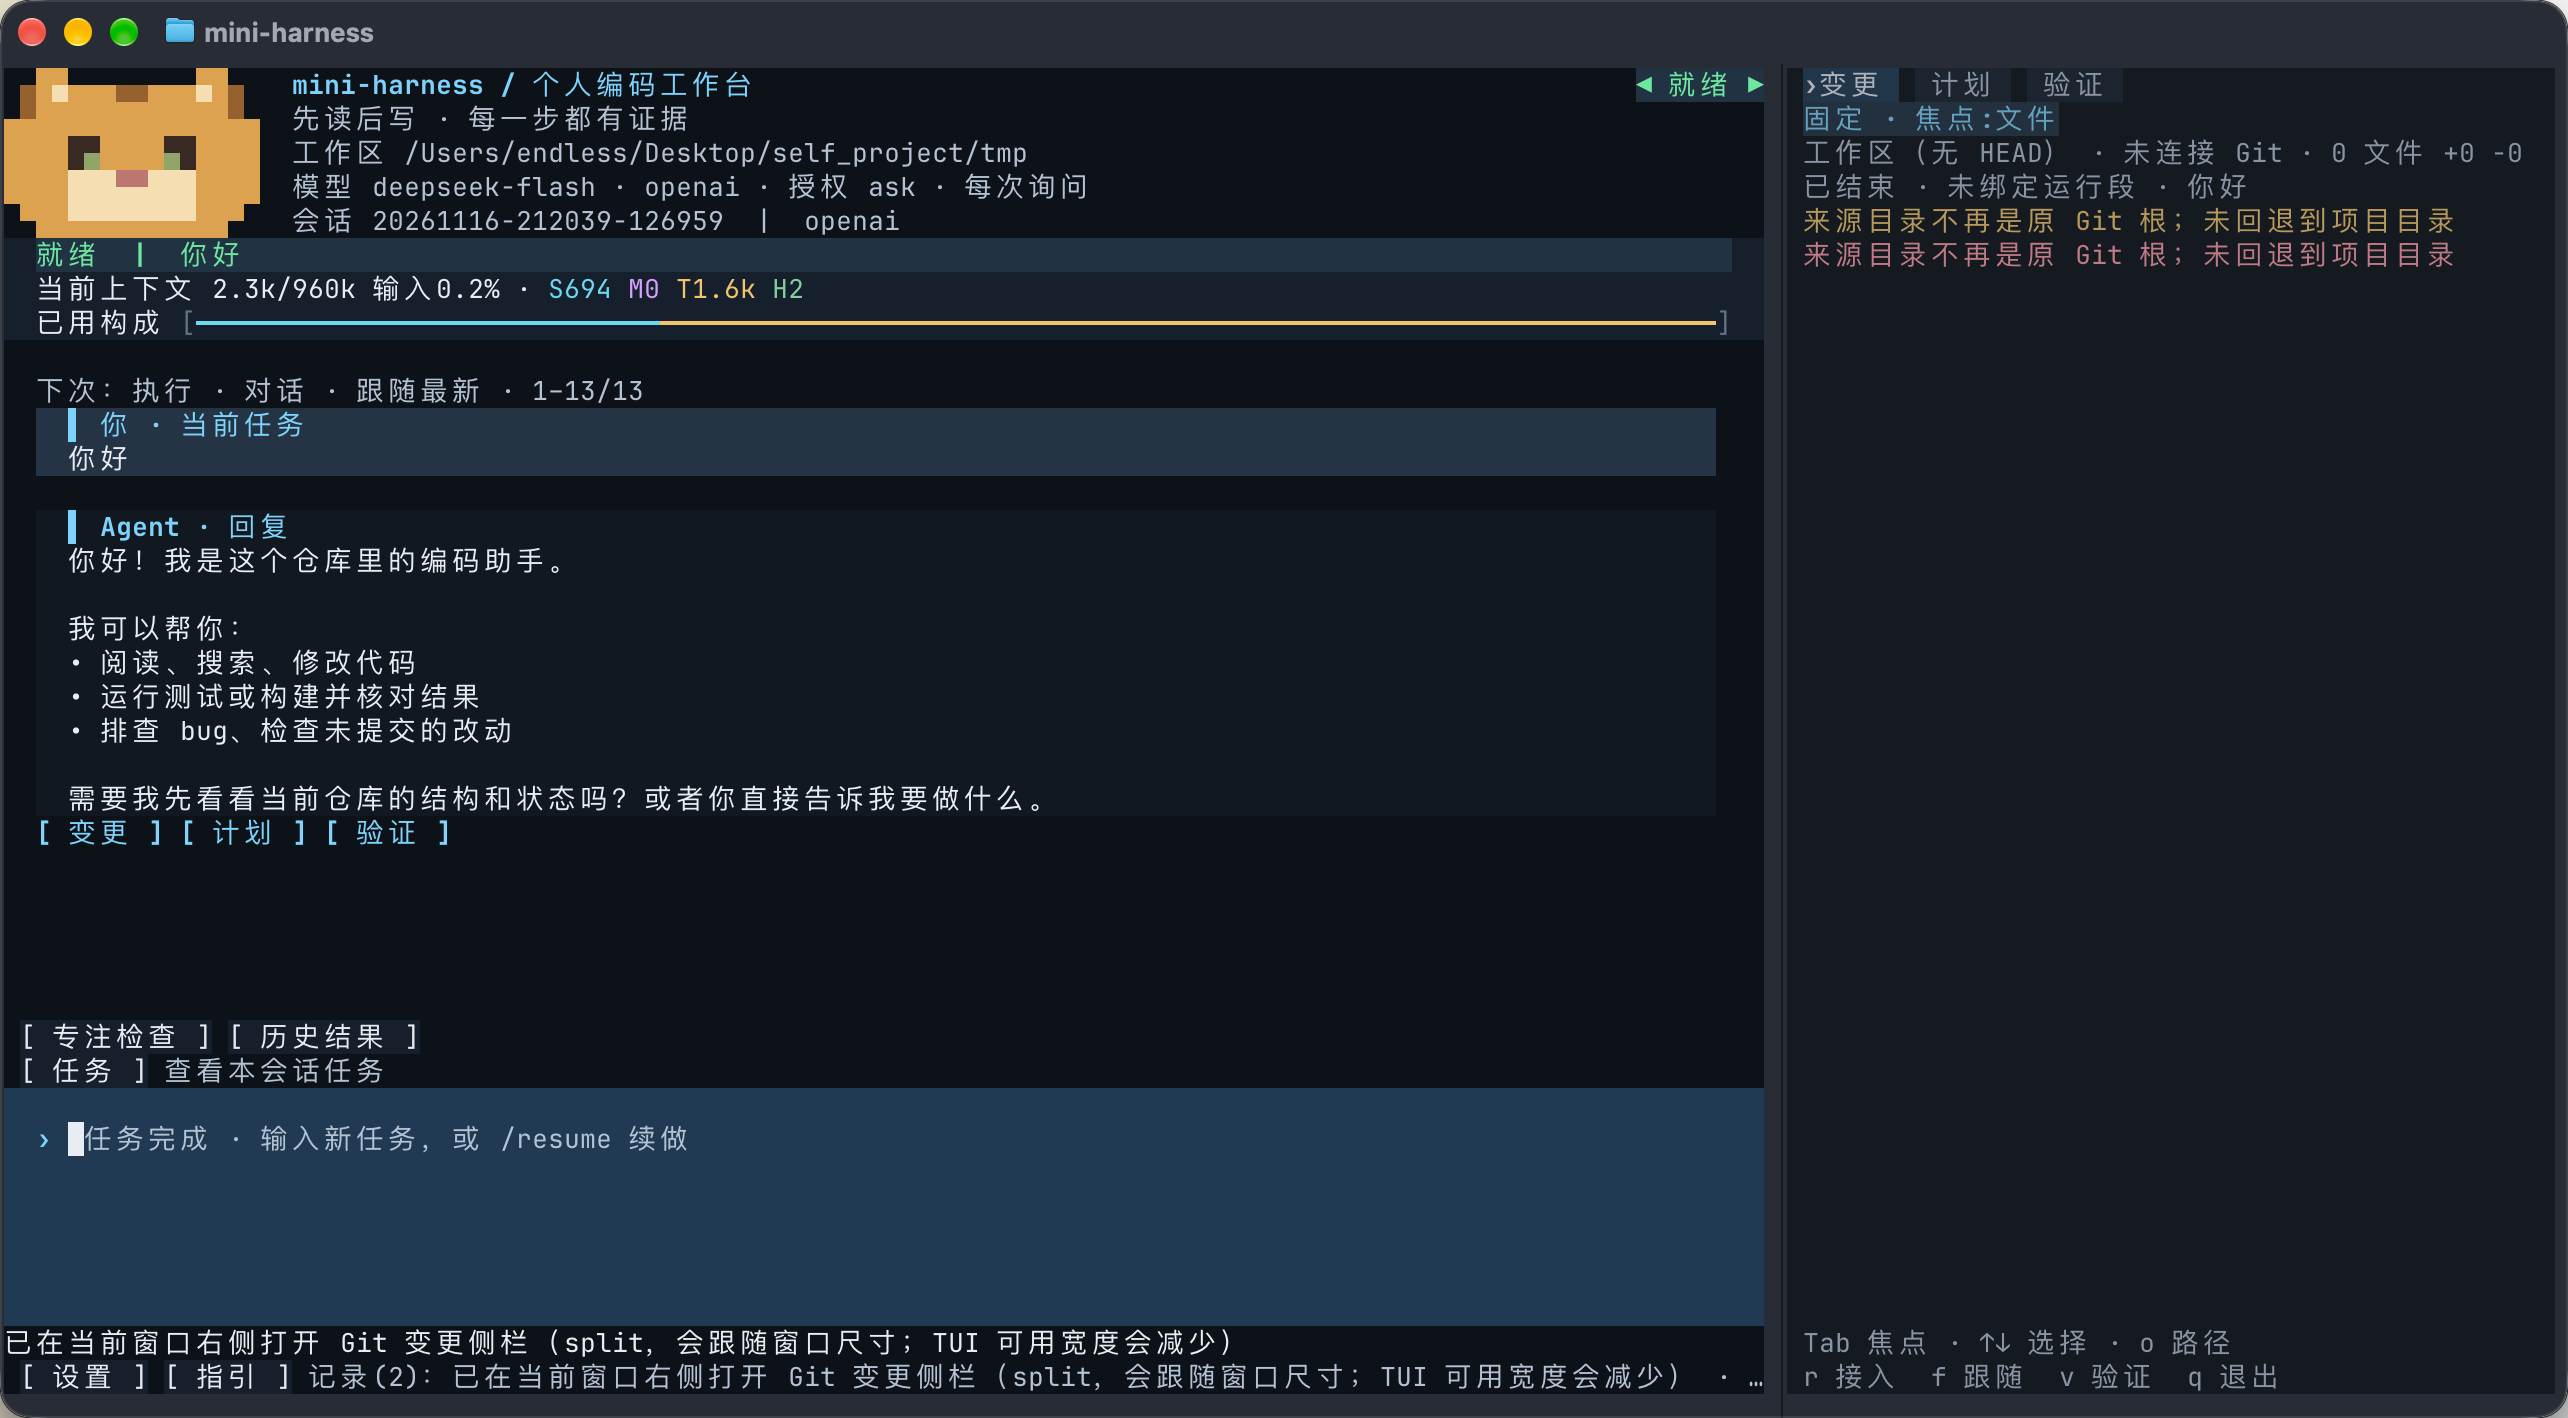 mini-harness
mini-harness / 个人编码工作台
◀ 就绪 ▶
先读后写 · 每一步都有证据
工作区 /Users/endless/Desktop/self_project/tmp
模型 deepseek-flash · openai · 授权 ask · 每次询问
会话 20261116-212039-126959 | openai
就绪 | 你好
当前上下文 2.3k/960k 输入0.2% · S694 M0 T1.6k H2
已用构成 [ ]
下次：执行 · 对话 · 跟随最新 · 1-13/13
你 · 当前任务
你好
Agent · 回复
你好！我是这个仓库里的编码助手。
我可以帮你：
• 阅读、搜索、修改代码
• 运行测试或构建并核对结果
• 排查 bug、检查未提交的改动
需要我先看看当前仓库的结构和状态吗？或者你直接告诉我要做什么。
[ 变更 ] [ 计划 ] [ 验证 ]
[ 专注检查 ] [ 历史结果 ]
[ 任务 ] 查看本会话任务
› 任务完成 · 输入新任务，或 /resume 续做
已在当前窗口右侧打开 Git 变更侧栏（split，会跟随窗口尺寸；TUI 可用宽度会减少）
[ 设置 ] [ 指引 ] 记录(2)：已在当前窗口右侧打开 Git 变更侧栏（split，会跟随窗口尺寸；TUI 可用宽度会减少） · …
›变更 计划 验证
固定 · 焦点:文件
工作区（无 HEAD） · 未连接 Git · 0 文件 +0 -0
已结束 · 未绑定运行段 · 你好
来源目录不再是原 Git 根；未回退到项目目录
来源目录不再是原 Git 根；未回退到项目目录
Tab 焦点 · ↑↓ 选择 · o 路径
r 接入 f 跟随 v 验证 q 退出